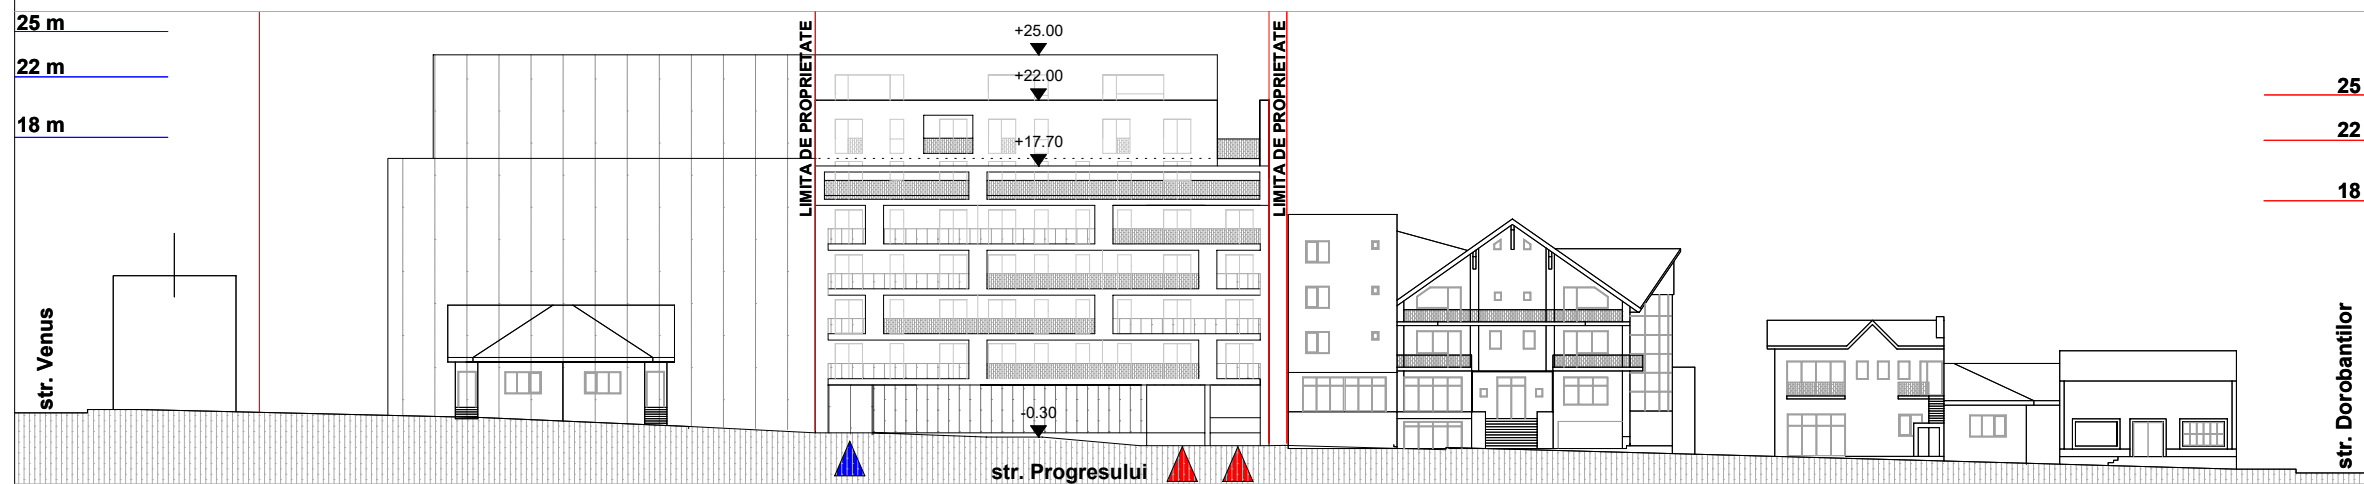 25 m
22 m
18 m
str. Venus
LIMITA DE PROPRIETATE
+25.00
+22.00
+17.70
-0.30
str. Progresului
LIMITA DE PROPRIETATE
25
22
18
str. Dorobantilor